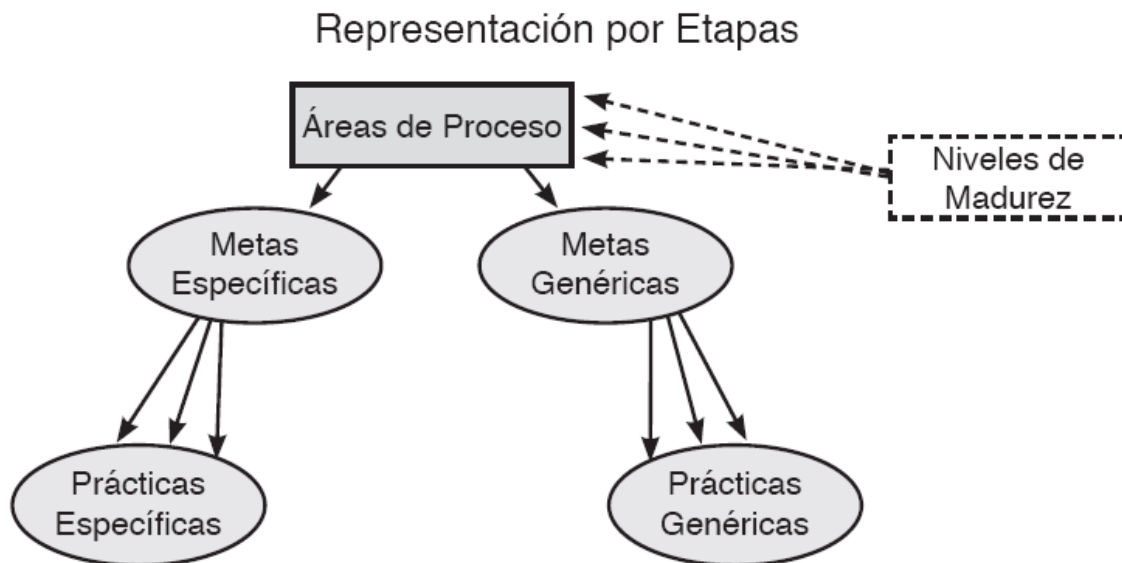 Representación por Etapas
Áreas de Proceso
Niveles de
Madurez
Metas
Específicas
Metas
Genéricas
Prácticas
Específicas
Prácticas
Genéricas